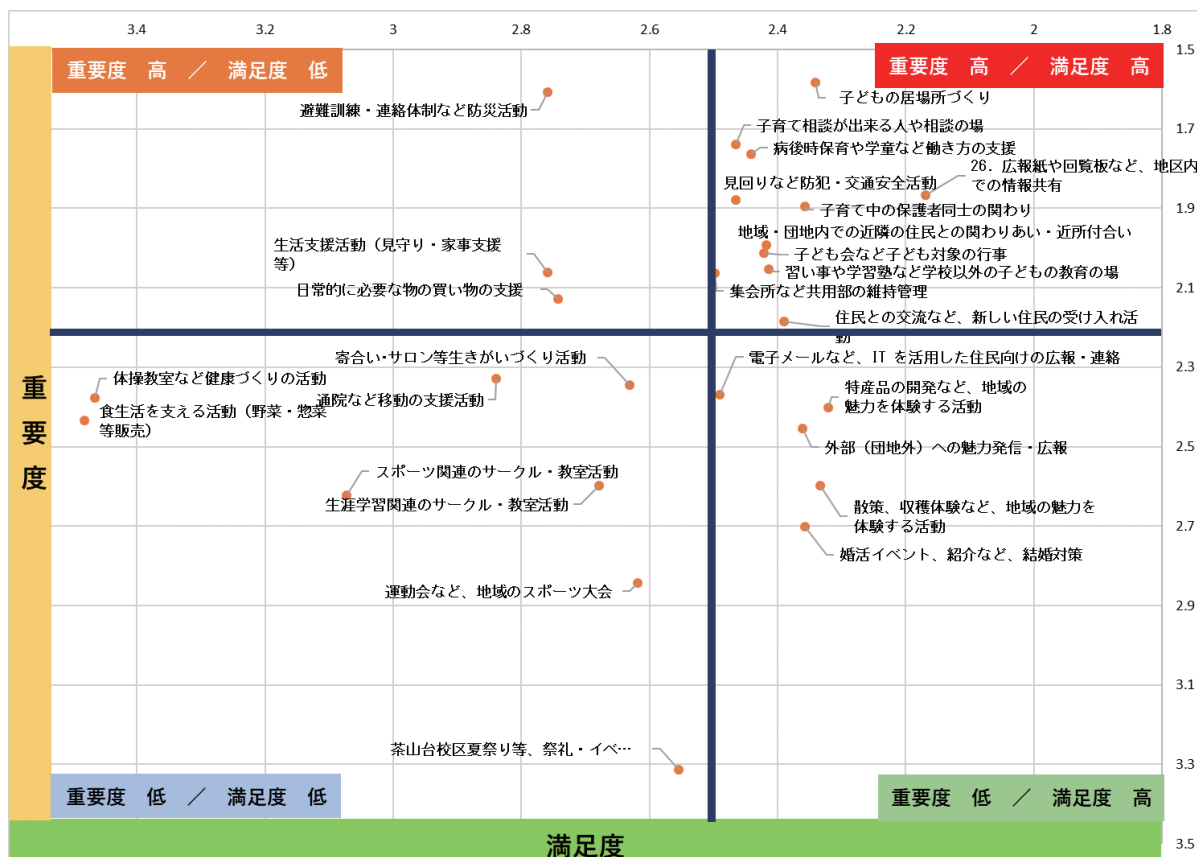 3.4 3.2 3 2.8 2.6 2.4 2.2 2 1.8
1.5
重要度 高 ／ 満足度 低
重要度 高 ／ 満足度 高
避難訓練・連絡体制など防災活動
子どもの居場所づくり
子育て相談が出来る人や相談の場
1.7
病後時保育や学童など働き方の支援
26. 広報紙や回覧板など、地区内
での情報共有
見回りなど防犯・交通安全活動
子育て中の保護者同士の関わり
1.9
地域・団地内での近隣の住民との関わりあい・近所付合い
生活支援活動（見守り・家事支援
等）
子ども会など子ども対象の行事
習い事や学習塾など学校以外の子どもの教育の場
日常的に必要な物の買い物の支援
集会所など共用部の維持管理
2.1
住民との交流など、新しい住民の受け入れ活
動
寄合い・サロン等生きがいづくり活動
電子メールなど、IT を活用した住民向けの広報・連絡
2.3
体操教室など健康づくりの活動
通院など移動の支援活動
特産品の開発など、地域の
魅力を体験する活動
食生活を支える活動（野菜・惣菜
等販売）
外部（団地外）への魅力発信・広報
2.5
スポーツ関連のサークル・教室活動
生涯学習関連のサークル・教室活動
散策、収穫体験など、地域の魅力を
体験する活動
2.7
婚活イベント、紹介など、結婚対策
運動会など、地域のスポーツ大会
2.9
3.1
茶山台校区夏祭り等、祭礼・イベ…
3.3
重要度 低 ／ 満足度 低
重要度 低 ／ 満足度 高
3.5
重要度
満足度